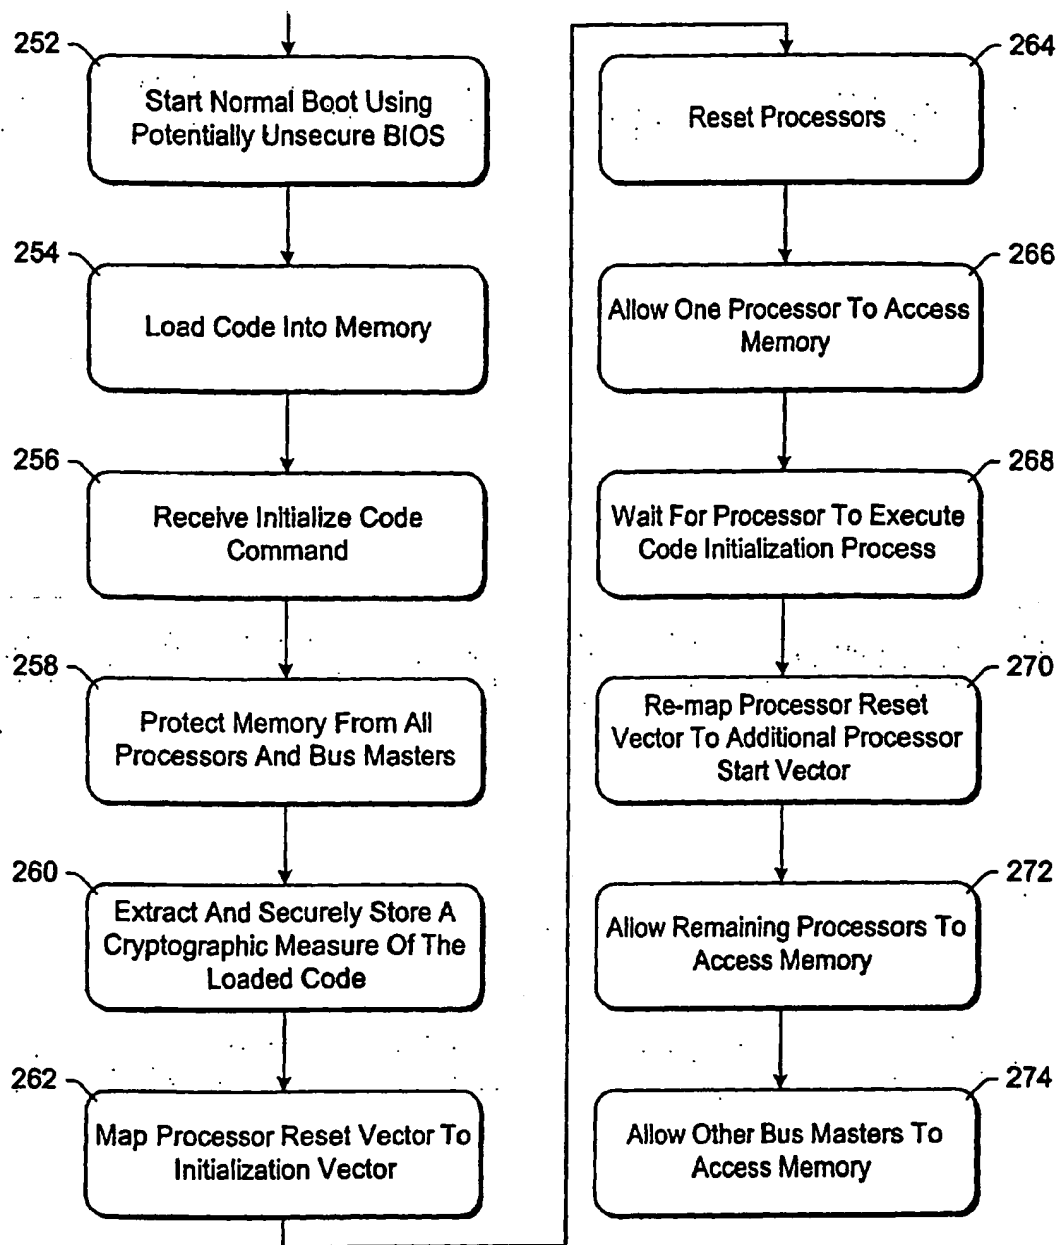 252
Start Normal Boot Using
Potentially Unsecure BIOS
254
Load Code Into Memory
256
Receive Initialize Code
Command
258
Protect Memory From All
Processors And Bus Masters
260
Extract And Securely Store A
Cryptographic Measure Of The
Loaded Code
262
Map Processor Reset Vector To
Initialization Vector
264
Reset Processors
266
Allow One Processor To Access
Memory
268
Wait For Processor To Execute
Code Initialization Process
270
Re-map Processor Reset
Vector To Additional Processor
Start Vector
272
Allow Remaining Processors To
Access Memory
274
Allow Other Bus Masters To
Access Memory